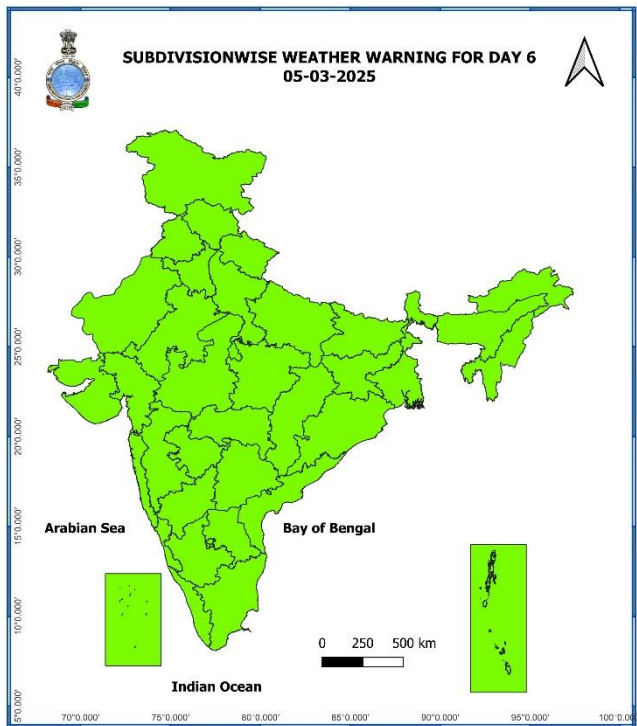 SUBDIVISIONWISE WEATHER WARNING FOR DAY 6
05-03-2025
40°0.000'
35°0.000'
30°0.000'
25°0.000'
20°0.000'
15°0.000'
10°0.000'
5°0.000'
Arabian Sea
Bay of Bengal
0 250 500 km
Indian Ocean
70°0.000' 75°0.000' 80°0.000' 85°0.000' 90°0.000' 95°0.000' 100°0.0